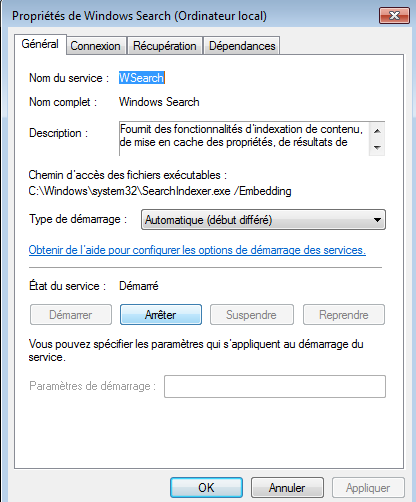 Propriétés de Windows Search (Ordinateur local)
Général Connexion Récupération Dépendances
Nom du service : WSearch
Nom complet : Windows Search
Description : Fournit des fonctionnalités d'indexation de contenu,
de mise en cache des propriétés, de résultats de
Chemin d'accès des fichiers exécutables :
C:\Windows\system32\SearchIndexer.exe /Embedding
Type de démarrage : Automatique (début différé)
Obtenir de l'aide pour configurer les options de démarrage des services.
État du service : Démarré
Démarrer Arrêter Suspendre Reprendre
Vous pouvez spécifier les paramètres qui s'appliquent au démarrage du
service.
Paramètres de démarrage :
OK Annuler Appliquer